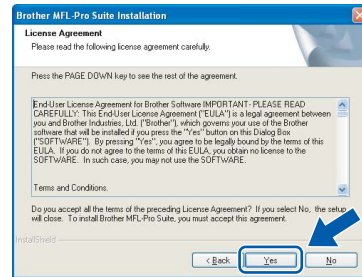 Brother MFL-Pro Suite Installation
License Agreement
Please read the following license agreement carefully.
Press the PAGE DOWN key to see the rest of the agreement.
End-User License Agreement for Brother Software IMPORTANT- PLEASE READ
CAREFULLY: This End-User License Agreement ("EULA") is a legal agreement between
you and Brother Industries, Ltd. ("Brother"), which governs your use of the Brother
software that will be installed if you press the "Yes" button on this Dialog Box
("SOFTWARE"). By pressing "Yes", you agree to be legally bound by the terms of this
EULA. If you do not agree to the terms of this EULA, you obtain no license to the
SOFTWARE. In such case, you may not use the SOFTWARE.
Terms and Conditions.
Do you accept all the terms of the preceding License Agreement? If you select No, the setup
will close. To install Brother MFL-Pro Suite, you must accept this agreement.
InstallShield
< Back Yes No